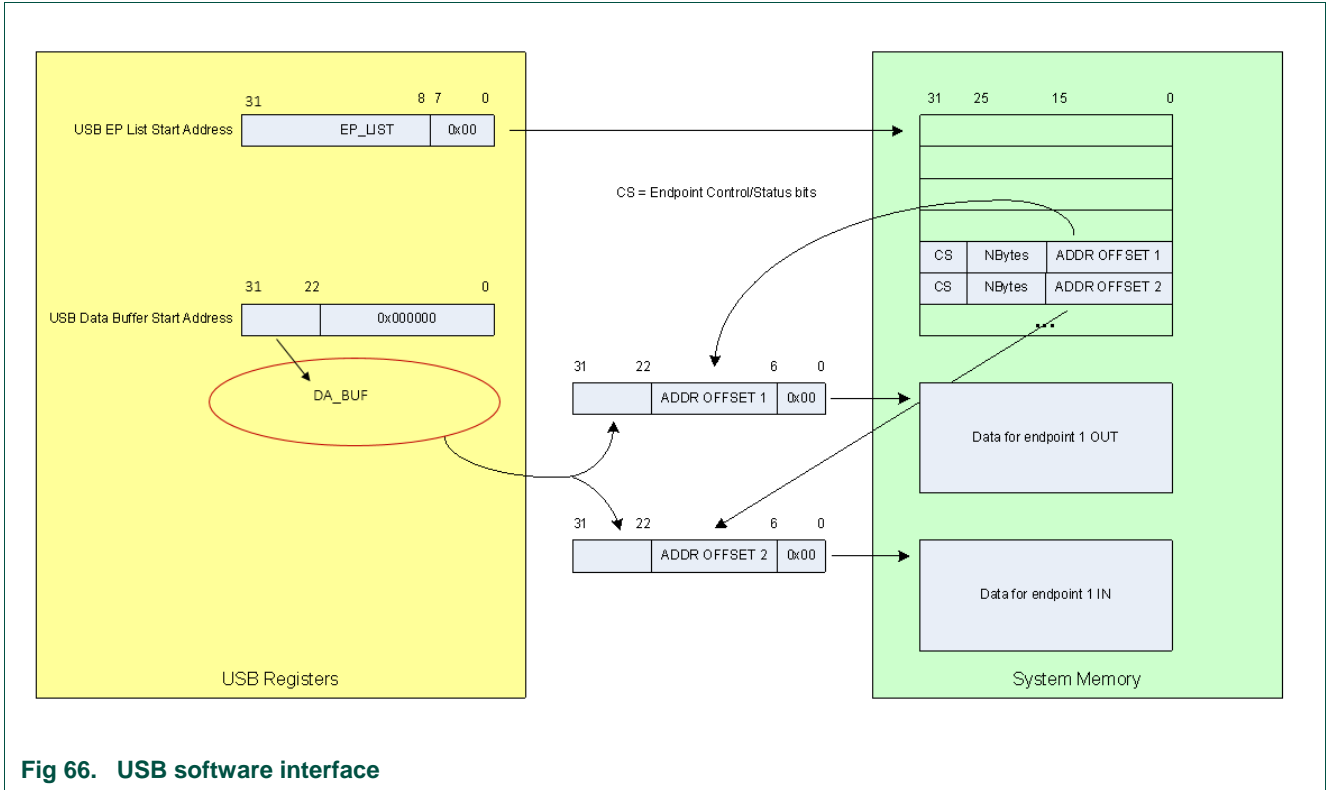 31 8 7 0
USB EP List Start Address EP_LIST 0x00
CS = Endpoint Control/Status bits
31 22 0
USB Data Buffer Start Address 0x000000
DA_BUF
USB Registers
31 22 6 0
ADDR OFFSET 1 0x00
31 22 6 0
ADDR OFFSET 2 0x00
31 25 15 0
CS NBytes ADDR OFFSET 1
CS NBytes ADDR OFFSET 2
...
Data for endpoint 1 OUT
Data for endpoint 1 IN
System Memory
Fig 66. USB software interface